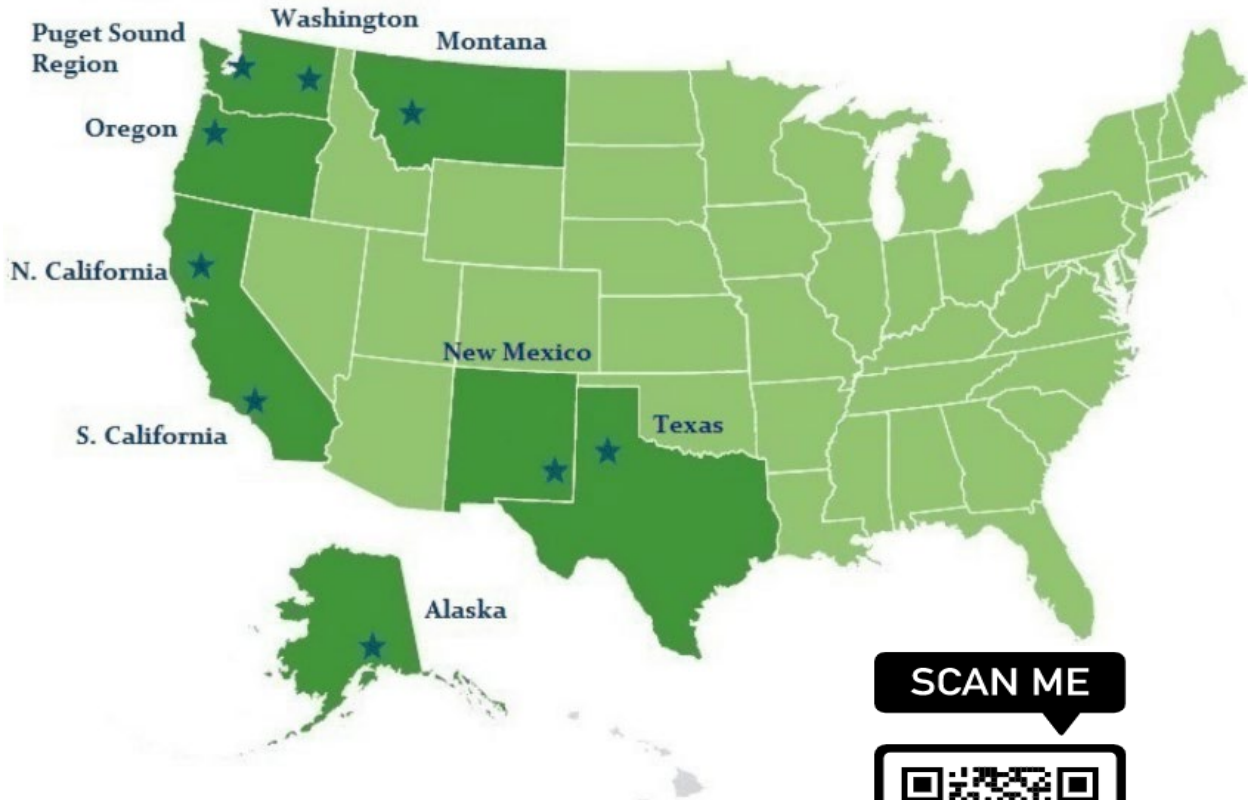 Washington
Puget Sound
Region
Montana
Oregon
N. California
New Mexico
Texas
S. California
Alaska
SCAN ME